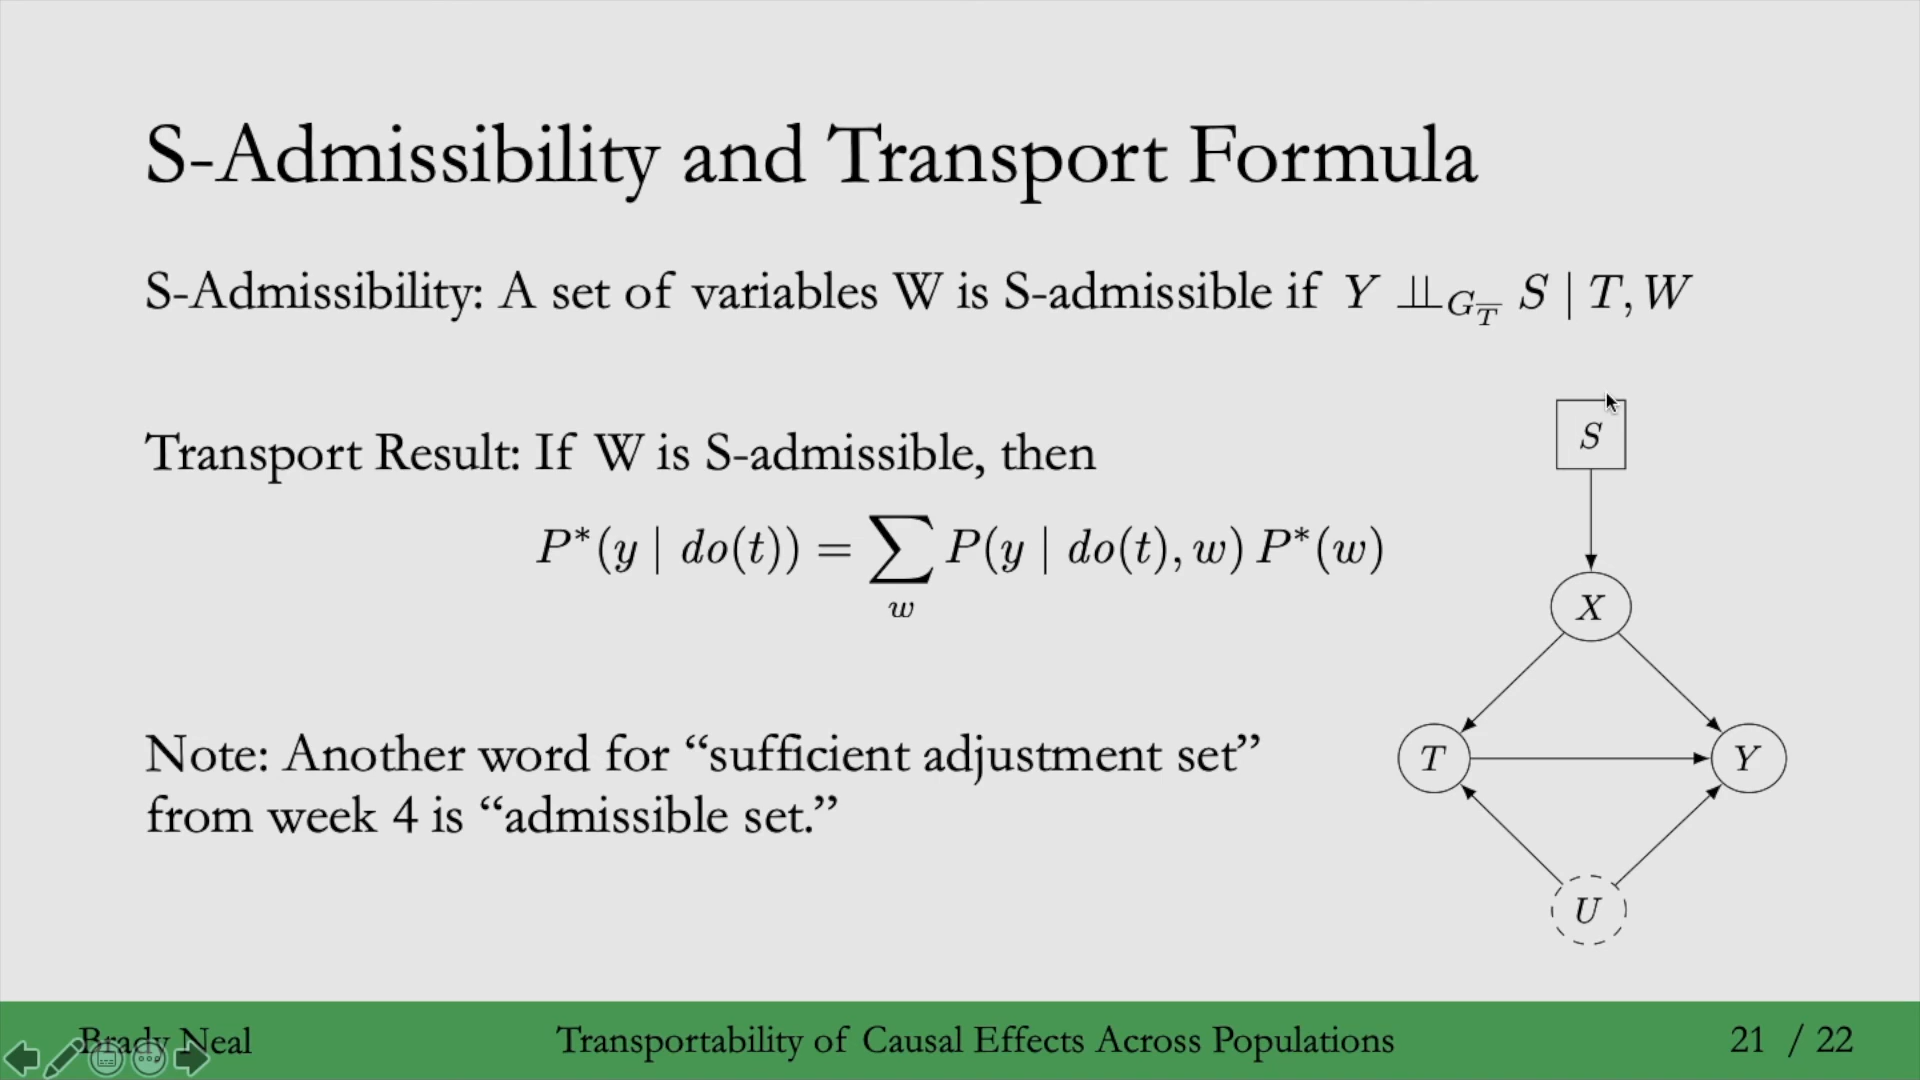 S-Admissibility and Transport Formula
S-Admissibility: A set of variables W is S-admissible if Y ⫫_{G_{\overline{T}}} S | T, W
Transport Result: If W is S-admissible, then
P*(y | do(t)) = ∑_w P(y | do(t), w) P*(w)
Note: Another word for “sufficient adjustment set”
from week 4 is “admissible set.”
S
X
T
Y
U
Brady Neal
Transportability of Causal Effects Across Populations
21 / 22